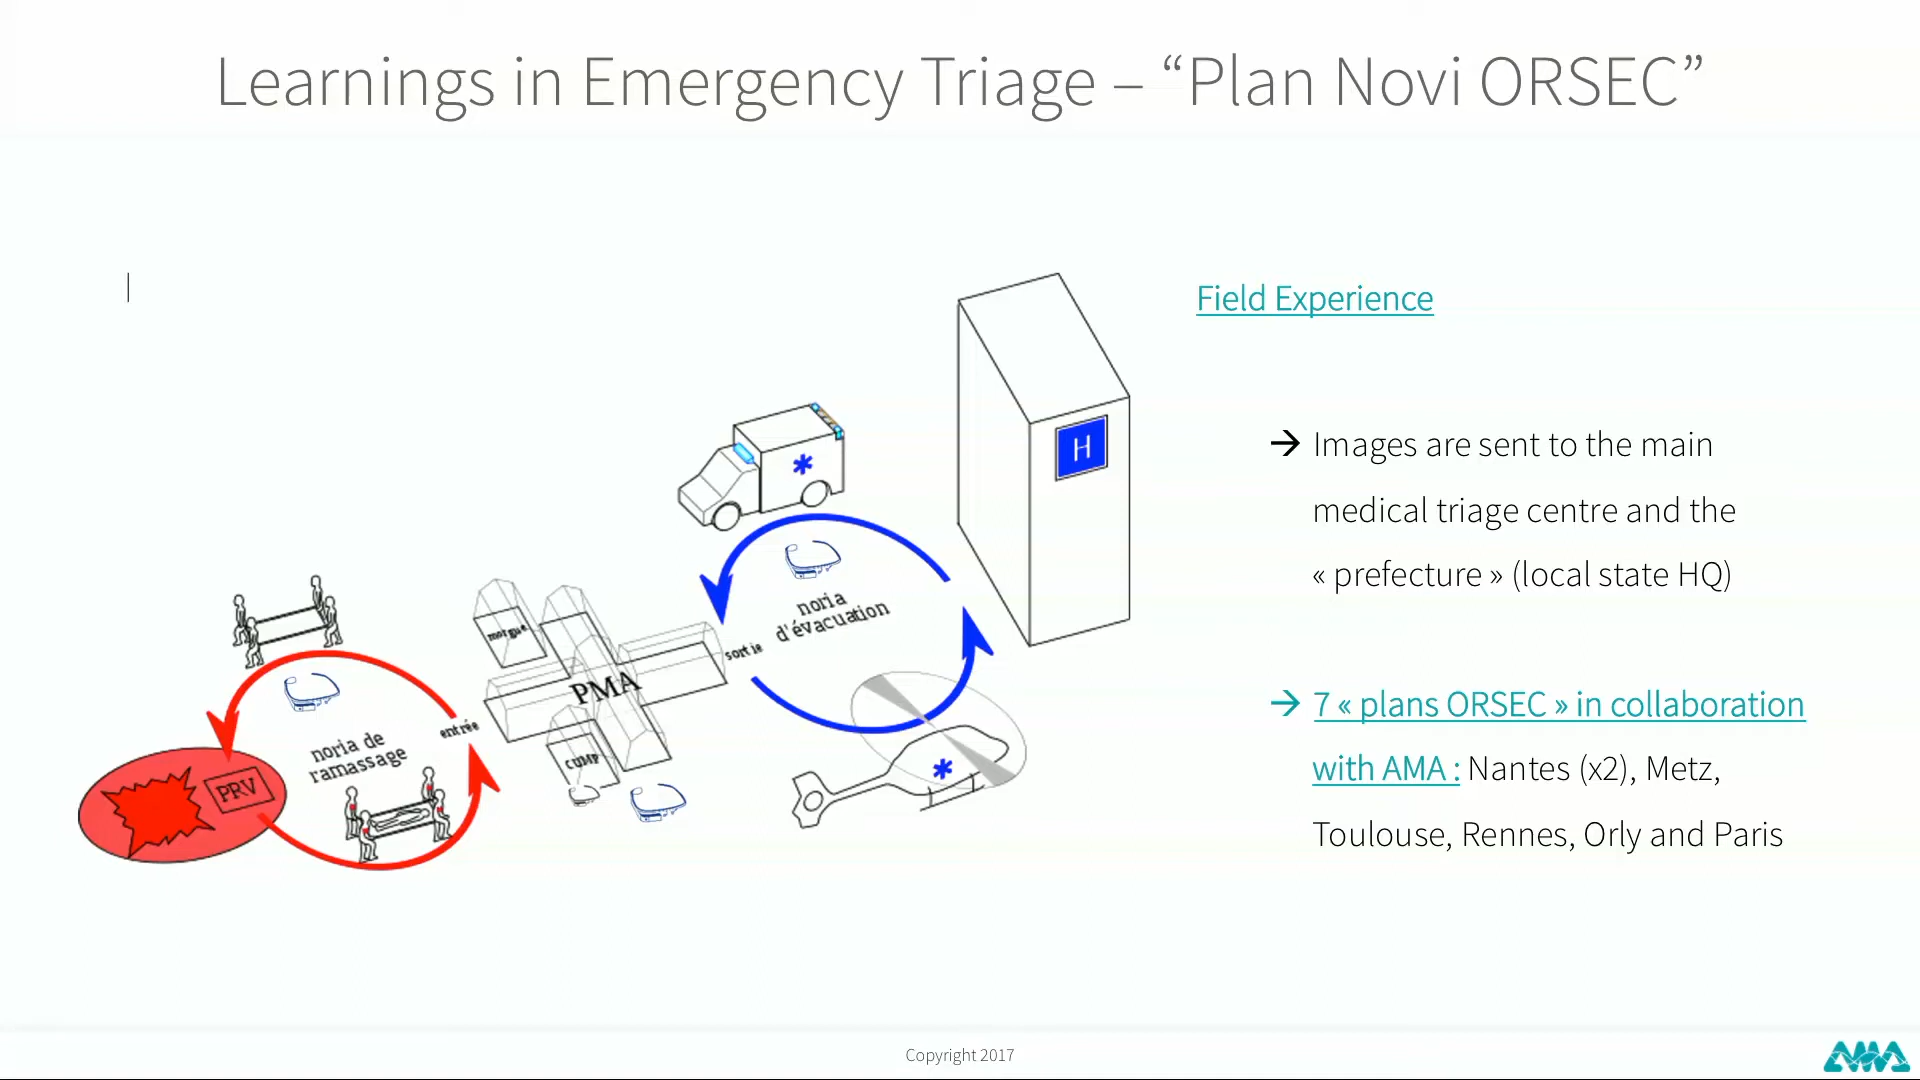 Learnings in Emergency Triage – “Plan Novi ORSEC”
Field Experience
→ Images are sent to the main
medical triage centre and the
« prefecture » (local state HQ)
→ 7 « plans ORSEC » in collaboration
with AMA : Nantes (x2), Metz,
Toulouse, Rennes, Orly and Paris
H
noria
d'évacuation
morgue
sortie
PMA
entrée
noria de
ramassage
CUMP
PRV
Copyright 2017
AMA